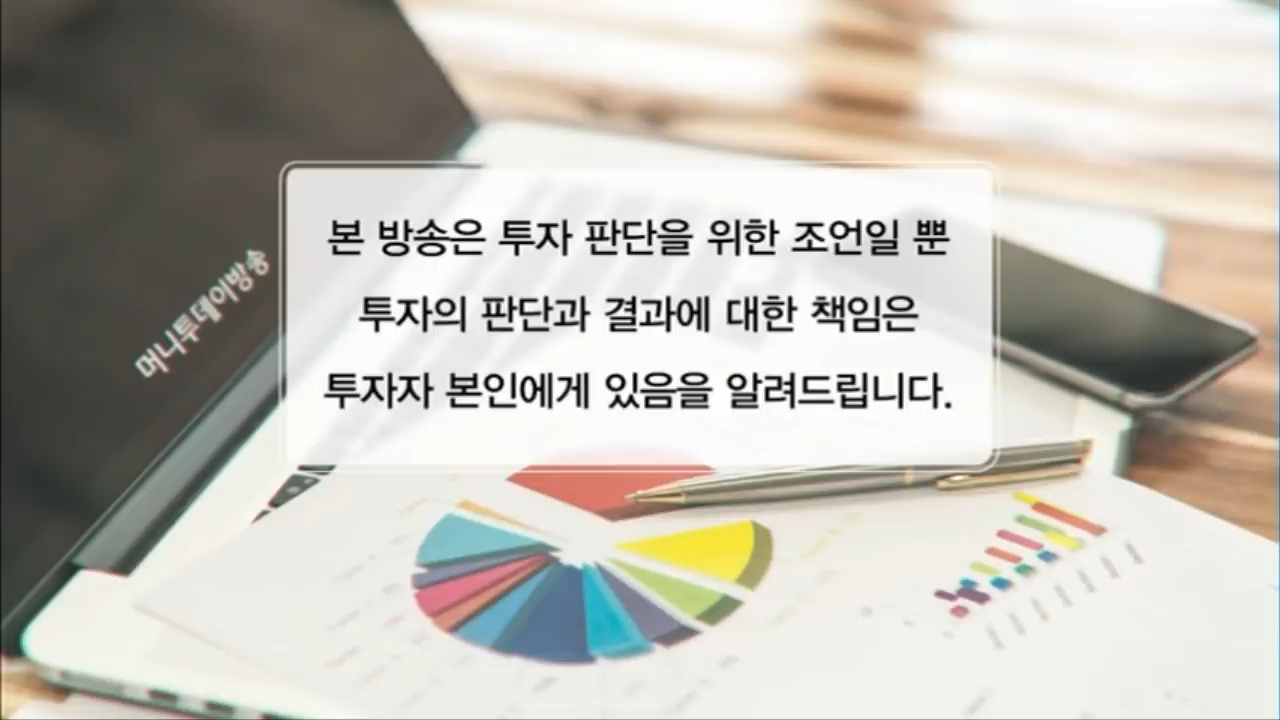 본 방송은 투자 판단을 위한 조언일 뿐
투자의 판단과 결과에 대한 책임은
투자자 본인에게 있음을 알려드립니다.
머니투데이방송